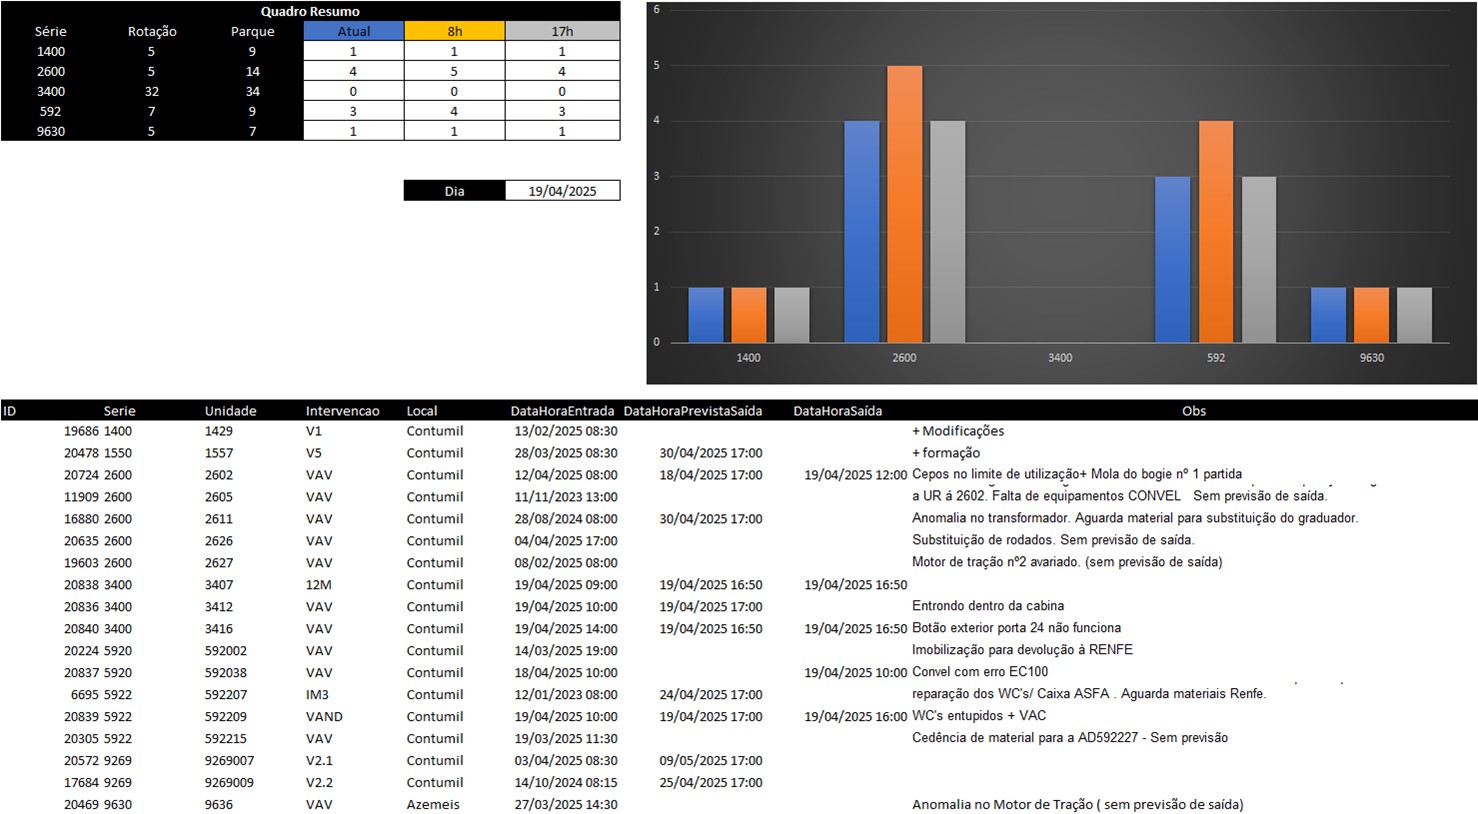 Quadro Resumo
Série Rotação Parque Atual 8h 17h
1400 5 9 1 1 1
2600 5 14 4 5 4
3400 32 34 0 0 0
592 7 9 3 4 3
9630 5 7 1 1 1
Dia 19/04/2025
6
5
4
3
2
1
0
1400 2600 3400 592 9630
ID Serie Unidade Intervencao Local DataHoraEntrada DataHoraPrevistaSaída DataHoraSaída Obs
19686 1400 1429 V1 Contumil 13/02/2025 08:30 + Modificações
20478 1550 1557 V5 Contumil 28/03/2025 08:30 30/04/2025 17:00 + formação
20724 2600 2602 VAV Contumil 12/04/2025 08:00 18/04/2025 17:00 19/04/2025 12:00 Cepos no limite de utilização+ Mola do bogie nº 1 partida
11909 2600 2605 VAV Contumil 11/11/2023 13:00 a UR á 2602. Falta de equipamentos CONVEL Sem previsão de saída.
16880 2600 2611 VAV Contumil 28/08/2024 08:00 30/04/2025 17:00 Anomalia no transformador. Aguarda material para substituição do graduador.
20635 2600 2626 VAV Contumil 04/04/2025 17:00 Substituição de rodados. Sem previsão de saída.
19603 2600 2627 VAV Contumil 08/02/2025 08:00 Motor de tração nº2 avariado. (sem previsão de saída)
20838 3400 3407 12M Contumil 19/04/2025 09:00 19/04/2025 16:50 19/04/2025 16:50
20836 3400 3412 VAV Contumil 19/04/2025 10:00 19/04/2025 17:00 Entrondo dentro da cabina
20840 3400 3416 VAV Contumil 19/04/2025 14:00 19/04/2025 16:50 19/04/2025 16:50 Botão exterior porta 24 não funciona
20224 5920 592002 VAV Contumil 14/03/2025 19:00 Imobilização para devolução à RENFE
20837 5920 592038 VAV Contumil 18/04/2025 10:00 19/04/2025 10:00 Convel com erro EC100
6695 5922 592207 IM3 Contumil 12/01/2023 08:00 24/04/2025 17:00 reparação dos WC's/ Caixa ASFA . Aguarda materiais Renfe.
20839 5922 592209 VAND Contumil 19/04/2025 10:00 19/04/2025 17:00 19/04/2025 16:00 WC's entupidos + VAC
20305 5922 592215 VAV Contumil 19/03/2025 11:30 Cedência de material para a AD592227 - Sem previsão
20572 9269 9269007 V2.1 Contumil 03/04/2025 08:30 09/05/2025 17:00
17684 9269 9269009 V2.2 Contumil 14/10/2024 08:15 25/04/2025 17:00
20469 9630 9636 VAV Azemeis 27/03/2025 14:30 Anomalia no Motor de Tração ( sem previsão de saída)